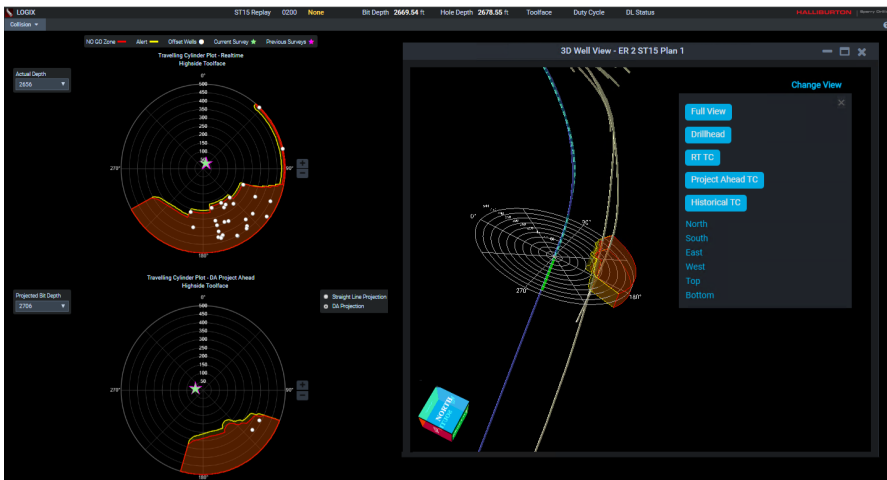 LOGIX
ST15 Replay 0200 None Bit Depth 2669.54 ft Hole Depth 2678.55 ft Toolface Duty Cycle DL Status
HALLIBURTON
Collision
NO GO Zone Alert Offset Wells Current Survey Previous Surveys
Travelling Cylinder Plot - Realtime
Highside Toolface
Actual Depth
2656
0°
500
450
400
350
300
250
200
150
100
50
270°
90°
180°
Travelling Cylinder Plot - DA Project Ahead
Highside Toolface
Projected Bit Depth
2706
Straight Line Projection
DA Projection
0°
500
450
400
350
300
250
200
150
100
50
270°
90°
180°
3D Well View - ER 2 ST15 Plan 1
Change View
Full View
Drillhead
RT TC
Project Ahead TC
Historical TC
North
South
East
West
Top
Bottom
0°
90°
270°
180°
NORTH